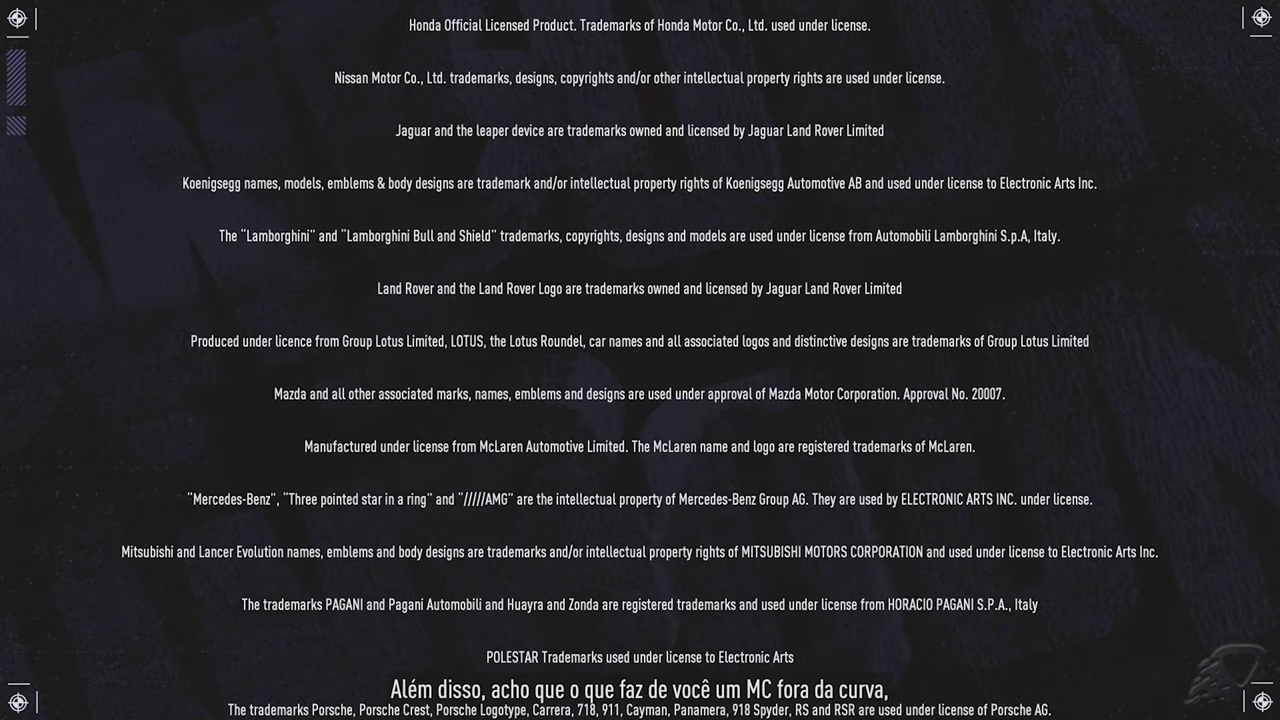 Honda Official Licensed Product. Trademarks of Honda Motor Co., Ltd. used under license.
Nissan Motor Co., Ltd. trademarks, designs, copyrights and/or other intellectual property rights are used under license.
Jaguar and the leaper device are trademarks owned and licensed by Jaguar Land Rover Limited
Koenigsegg names, models, emblems & body designs are trademark and/or intellectual property rights of Koenigsegg Automotive AB and used under license to Electronic Arts Inc.
The “Lamborghini” and “Lamborghini Bull and Shield” trademarks, copyrights, designs and models are used under license from Automobili Lamborghini S.p.A, Italy.
Land Rover and the Land Rover Logo are trademarks owned and licensed by Jaguar Land Rover Limited
Produced under licence from Group Lotus Limited, LOTUS, the Lotus Roundel, car names and all associated logos and distinctive designs are trademarks of Group Lotus Limited
Mazda and all other associated marks, names, emblems and designs are used under approval of Mazda Motor Corporation. Approval No. 20007.
Manufactured under license from McLaren Automotive Limited. The McLaren name and logo are registered trademarks of McLaren.
“Mercedes-Benz”, “Three pointed star in a ring” and “/////AMG” are the intellectual property of Mercedes-Benz Group AG. They are used by ELECTRONIC ARTS INC. under license.
Mitsubishi and Lancer Evolution names, emblems and body designs are trademarks and/or intellectual property rights of MITSUBISHI MOTORS CORPORATION and used under license to Electronic Arts Inc.
The trademarks PAGANI and Pagani Automobili and Huayra and Zonda are registered trademarks and used under license from HORACIO PAGANI S.P.A., Italy
POLESTAR Trademarks used under license to Electronic Arts
Além disso, acho que o que faz de você um MC fora da curva,
The trademarks Porsche, Porsche Crest, Porsche Logotype, Carrera, 718, 911, Cayman, Panamera, 918 Spyder, RS and RSR are used under license of Porsche AG.